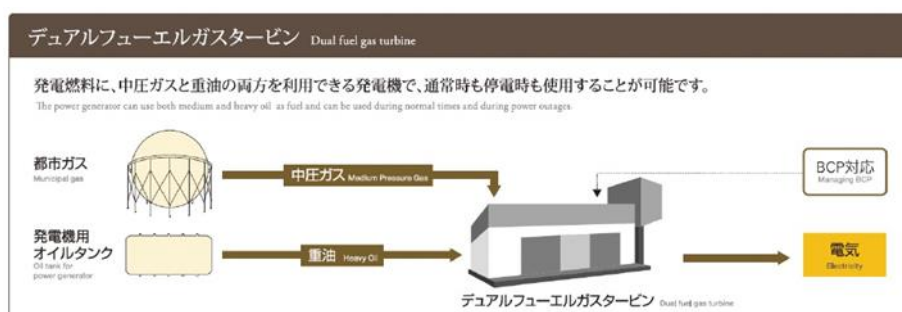 デュアルフューエルガスタービン Dual fuel gas turbine
発電燃料に、中圧ガスと重油の両方を利用できる発電機で、通常時も停電時も使用することが可能です。
The power generator can use both medium and heavy oil as fuel and can be used during normal times and during power outages.
都市ガス
Municipal gas
中圧ガス Medium Pressure Gas
BCP対応
Managing BCP
発電機用
オイルタンク
Oil tank for
power generator
重油 Heavy Oil
電気
Electricity
デュアルフューエルガスタービン Dual fuel gas turbine